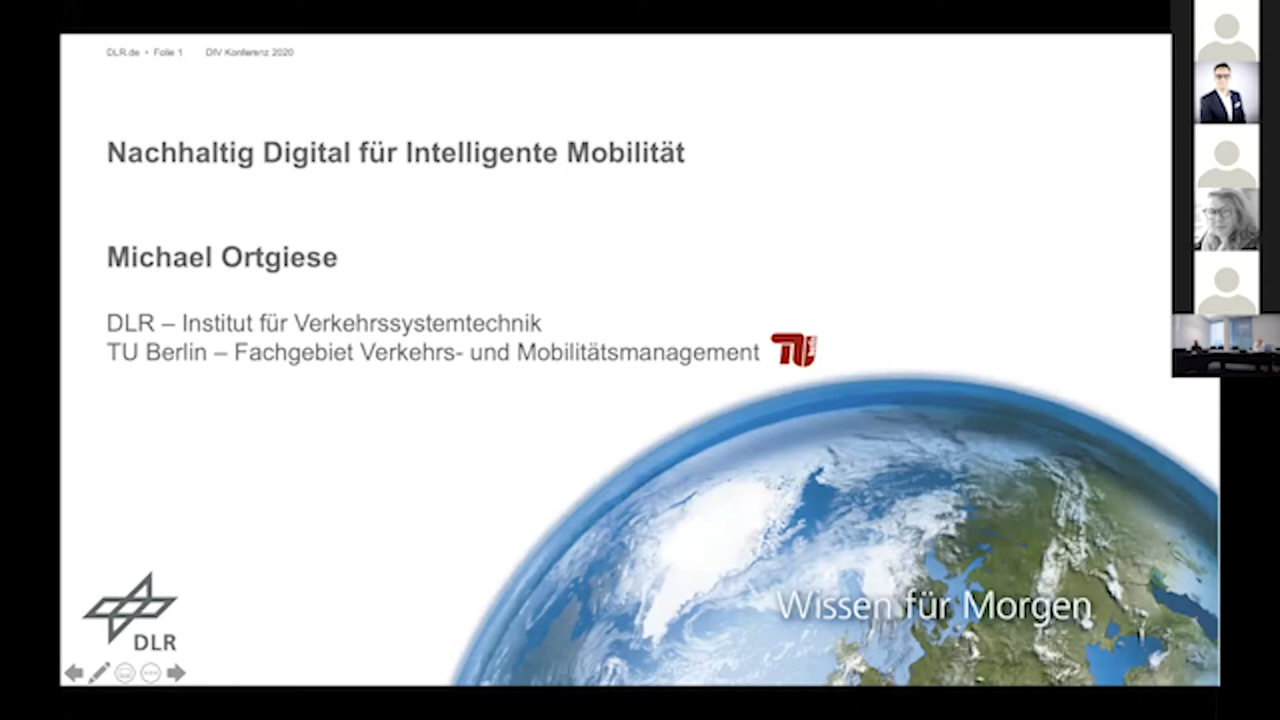 DLR.de • Folie 1 DIV Konferenz 2020
Nachhaltig Digital für Intelligente Mobilität
Michael Ortgiese
DLR – Institut für Verkehrssystemtechnik
TU Berlin – Fachgebiet Verkehrs- und Mobilitätsmanagement
Wissen für Morgen
DLR